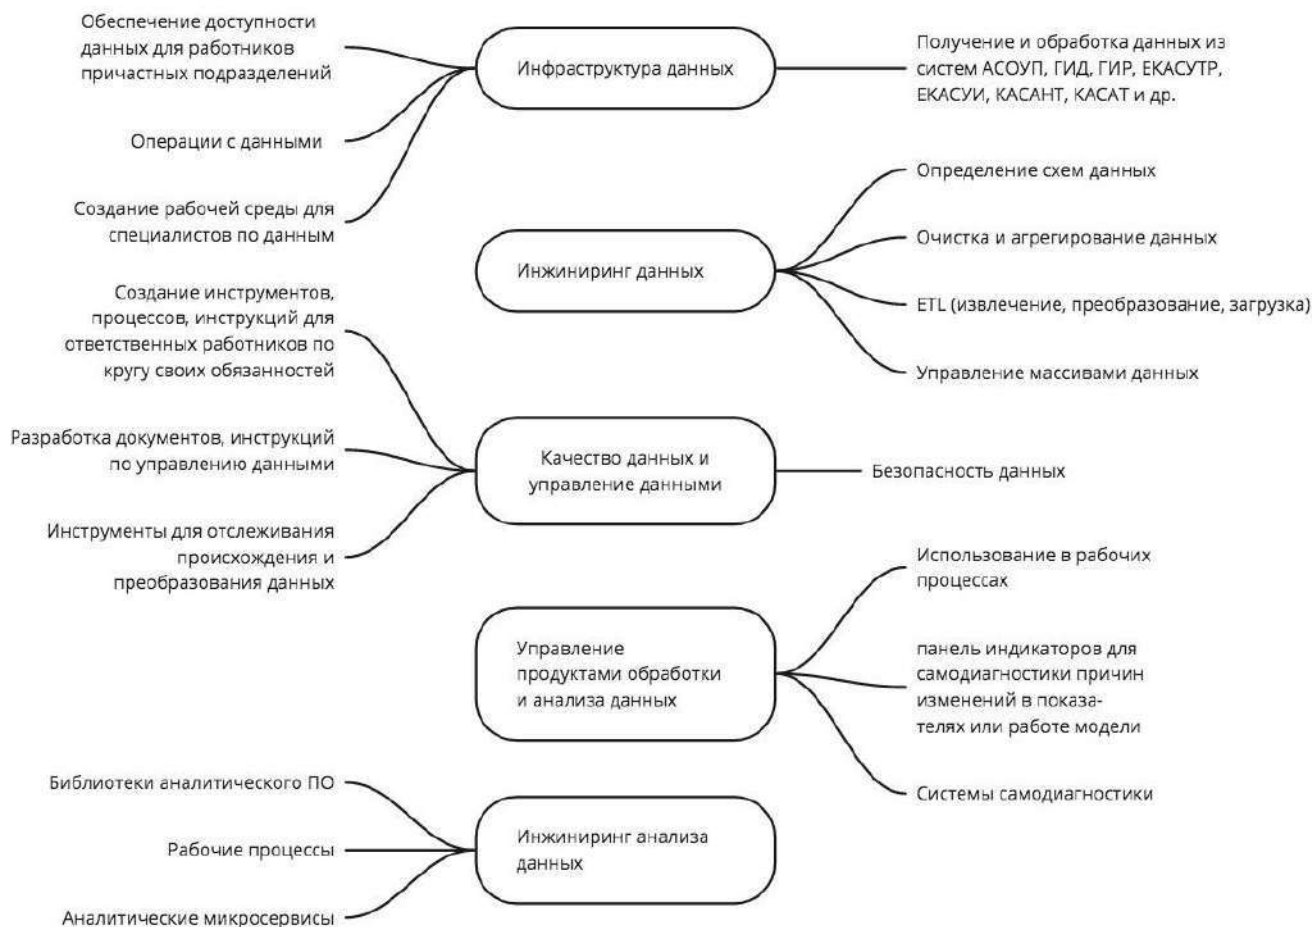 Обеспечение доступности
данных для работников
причастных подразделений
Операции с данными
Создание рабочей среды для
специалистов по данным
Инфраструктура данных
Получение и обработка данных из
систем АСОУП, ГИД, ГИР, ЕКАСУТР,
ЕКАСУИ, КАСАНТ, КАСАТ и др.
Инжиниринг данных
Определение схем данных
Очистка и агрегирование данных
ETL (извлечение, преобразование, загрузка)
Управление массивами данных
Создание инструментов,
процессов, инструкций для
ответственных работников по
кругу своих обязанностей
Разработка документов, инструкций
по управлению данными
Инструменты для отслеживания
происхождения и
преобразования данных
Качество данных и
управление данными
Безопасность данных
Управление
продуктами обработки
и анализа данных
Использование в рабочих
процессах
панель индикаторов для
самодиагностики причин
изменений в показа-
телях или работе модели
Системы самодиагностики
Библиотеки аналитического ПО
Рабочие процессы
Аналитические микросервисы
Инжиниринг анализа
данных